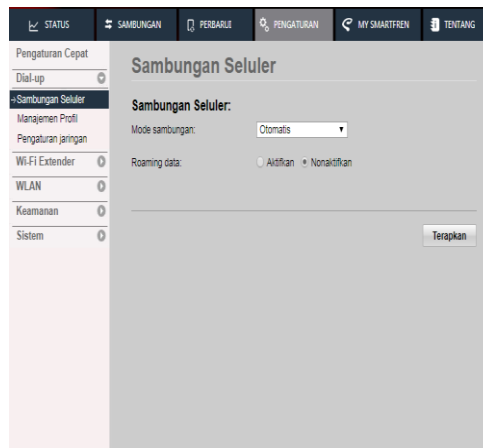 STATUS SAMBUNGAN PERBARUI PENGATURAN MY SMARTFREN TENTANG
Pengaturan Cepat
Dial-up
Sambungan Seluler
Manajemen Profil
Pengaturan jaringan
Wi-Fi Extender
WLAN
Keamanan
Sistem
Sambungan Seluler
Sambungan Seluler:
Mode sambungan: Otomatis
Roaming data: Aktifkan Nonaktifkan
Terapkan